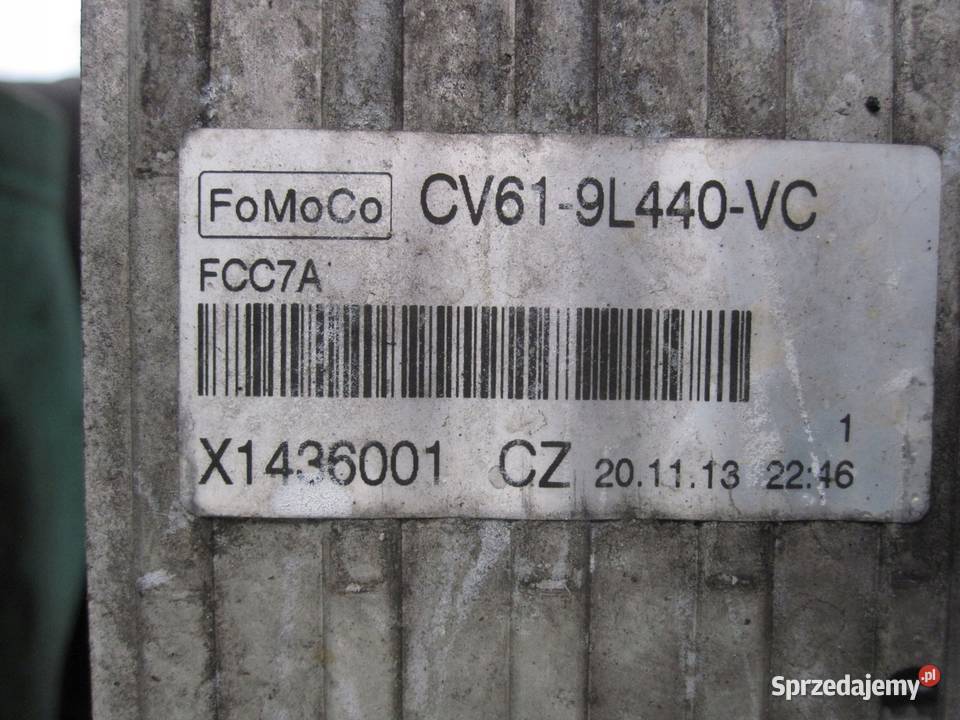 FoMoCo CV61-9L440-VC
FCC7A
1
X1436001 CZ 20.11.13 22:46
Sprzedajemy.pl